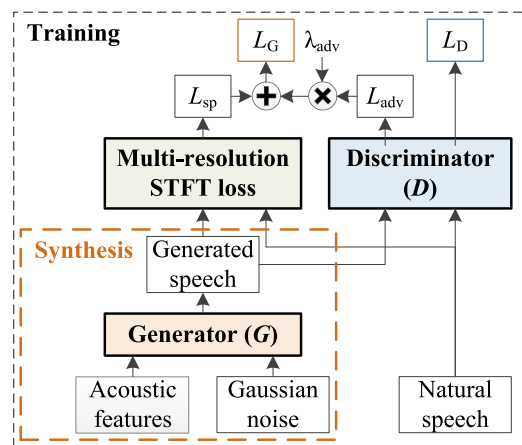 Training
L_G
λ_adv
L_D
L_sp
+
×
L_adv
Multi-resolution
STFT loss
Discriminator
(D)
Synthesis
Generated
speech
Generator (G)
Acoustic
features
Gaussian
noise
Natural
speech